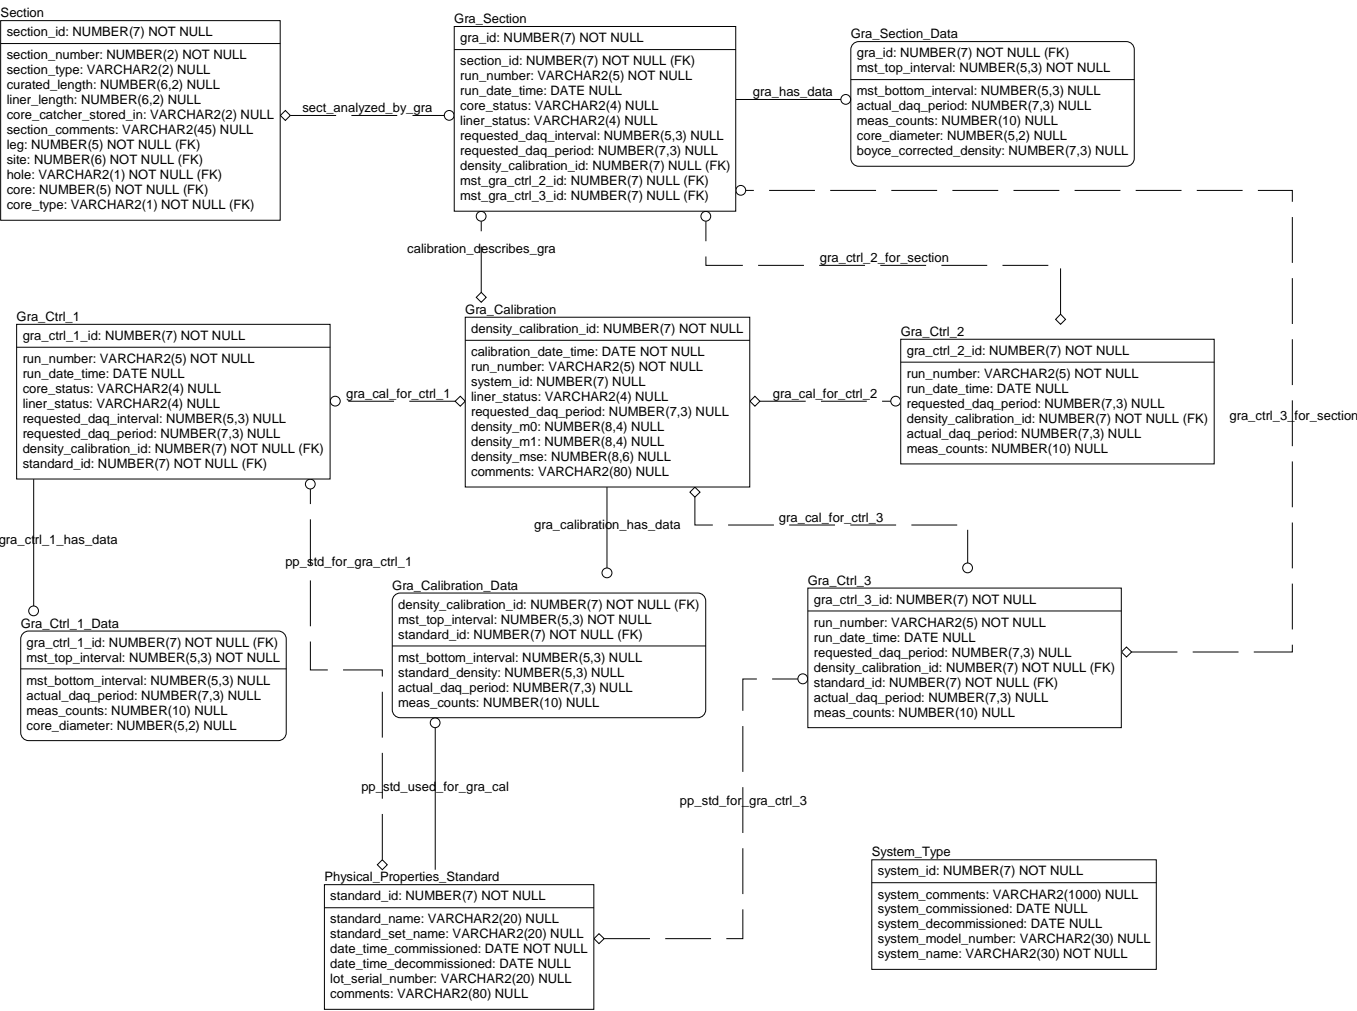 Section
section_id: NUMBER(7) NOT NULL
section_number: NUMBER(2) NOT NULL
section_type: VARCHAR2(2) NULL
curated_length: NUMBER(6,2) NULL
liner_length: NUMBER(6,2) NULL
core_catcher_stored_in: VARCHAR2(2) NULL
section_comments: VARCHAR2(45) NULL
leg: NUMBER(5) NOT NULL (FK)
site: NUMBER(6) NOT NULL (FK)
hole: VARCHAR2(1) NOT NULL (FK)
core: NUMBER(5) NOT NULL (FK)
core_type: VARCHAR2(1) NOT NULL (FK)
sect_analyzed_by_gra
Gra_Section
gra_id: NUMBER(7) NOT NULL
section_id: NUMBER(7) NOT NULL (FK)
run_number: VARCHAR2(5) NOT NULL
run_date_time: DATE NULL
core_status: VARCHAR2(4) NULL
liner_status: VARCHAR2(4) NULL
requested_daq_interval: NUMBER(5,3) NULL
requested_daq_period: NUMBER(7,3) NULL
density_calibration_id: NUMBER(7) NULL (FK)
mst_gra_ctrl_2_id: NUMBER(7) NULL (FK)
mst_gra_ctrl_3_id: NUMBER(7) NULL (FK)
gra_has_data
Gra_Section_Data
gra_id: NUMBER(7) NOT NULL (FK)
mst_top_interval: NUMBER(5,3) NOT NULL
mst_bottom_interval: NUMBER(5,3) NULL
actual_daq_period: NUMBER(7,3) NULL
meas_counts: NUMBER(10) NULL
core_diameter: NUMBER(5,2) NULL
boyce_corrected_density: NUMBER(7,3) NULL
calibration_describes_gra
gra_ctrl_2_for_section
Gra_Ctrl_1
gra_ctrl_1_id: NUMBER(7) NOT NULL
run_number: VARCHAR2(5) NOT NULL
run_date_time: DATE NULL
core_status: VARCHAR2(4) NULL
liner_status: VARCHAR2(4) NULL
requested_daq_interval: NUMBER(5,3) NULL
requested_daq_period: NUMBER(7,3) NULL
density_calibration_id: NUMBER(7) NOT NULL (FK)
standard_id: NUMBER(7) NOT NULL (FK)
gra_cal_for_ctrl_1
Gra_Calibration
density_calibration_id: NUMBER(7) NOT NULL
calibration_date_time: DATE NOT NULL
run_number: VARCHAR2(5) NOT NULL
system_id: NUMBER(7) NULL
liner_status: VARCHAR2(4) NULL
requested_daq_period: NUMBER(7,3) NULL
density_m0: NUMBER(8,4) NULL
density_m1: NUMBER(8,4) NULL
density_mse: NUMBER(8,6) NULL
comments: VARCHAR2(80) NULL
gra_cal_for_ctrl_2
Gra_Ctrl_2
gra_ctrl_2_id: NUMBER(7) NOT NULL
run_number: VARCHAR2(5) NOT NULL
run_date_time: DATE NULL
requested_daq_period: NUMBER(7,3) NULL
density_calibration_id: NUMBER(7) NOT NULL (FK)
actual_daq_period: NUMBER(7,3) NULL
meas_counts: NUMBER(10) NULL
gra_ctrl_3_for_section
gra_ctrl_1_has_data
pp_std_for_gra_ctrl_1
gra_calibration_has_data
gra_cal_for_ctrl_3
Gra_Ctrl_1_Data
gra_ctrl_1_id: NUMBER(7) NOT NULL (FK)
mst_top_interval: NUMBER(5,3) NOT NULL
mst_bottom_interval: NUMBER(5,3) NULL
actual_daq_period: NUMBER(7,3) NULL
meas_counts: NUMBER(10) NULL
core_diameter: NUMBER(5,2) NULL
Gra_Calibration_Data
density_calibration_id: NUMBER(7) NOT NULL (FK)
mst_top_interval: NUMBER(5,3) NOT NULL
standard_id: NUMBER(7) NOT NULL (FK)
mst_bottom_interval: NUMBER(5,3) NULL
standard_density: NUMBER(5,3) NULL
actual_daq_period: NUMBER(7,3) NULL
meas_counts: NUMBER(10) NULL
Gra_Ctrl_3
gra_ctrl_3_id: NUMBER(7) NOT NULL
run_number: VARCHAR2(5) NOT NULL
run_date_time: DATE NULL
requested_daq_period: NUMBER(7,3) NULL
density_calibration_id: NUMBER(7) NOT NULL (FK)
standard_id: NUMBER(7) NOT NULL (FK)
actual_daq_period: NUMBER(7,3) NULL
meas_counts: NUMBER(10) NULL
pp_std_used_for_gra_cal
pp_std_for_gra_ctrl_3
Physical_Properties_Standard
standard_id: NUMBER(7) NOT NULL
standard_name: VARCHAR2(20) NULL
standard_set_name: VARCHAR2(20) NULL
date_time_commissioned: DATE NOT NULL
date_time_decommissioned: DATE NULL
lot_serial_number: VARCHAR2(20) NULL
comments: VARCHAR2(80) NULL
System_Type
system_id: NUMBER(7) NOT NULL
system_comments: VARCHAR2(1000) NULL
system_commissioned: DATE NULL
system_decommissioned: DATE NULL
system_model_number: VARCHAR2(30) NULL
system_name: VARCHAR2(30) NOT NULL